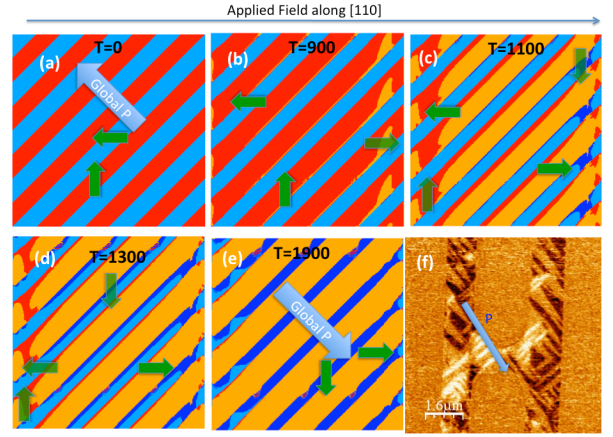 Applied Field along [110]
(a)
T=0
Global P
(b)
T=900
(c)
T=1100
(d)
T=1300
(e)
T=1900
Global P
(f)
P
1.6μm